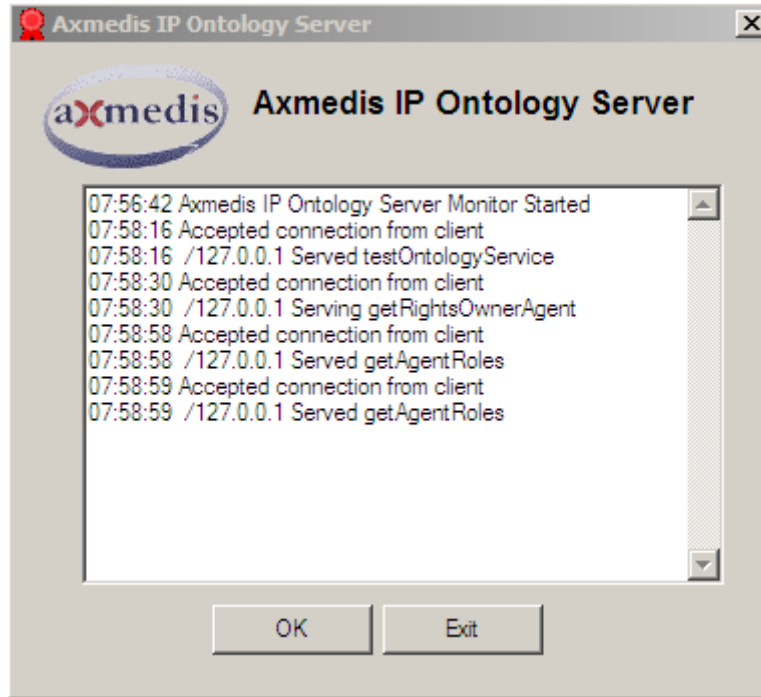 Axmedis IP Ontology Server
axmedis
Axmedis IP Ontology Server
07:56:42 Axmedis IP Ontology Server Monitor Started
07:58:16 Accepted connection from client
07:58:16  /127.0.0.1 Served testOntologyService
07:58:30 Accepted connection from client
07:58:30  /127.0.0.1 Serving getRightsOwnerAgent
07:58:58 Accepted connection from client
07:58:58  /127.0.0.1 Served getAgentRoles
07:58:59 Accepted connection from client
07:58:59  /127.0.0.1 Served getAgentRoles
OK
Exit